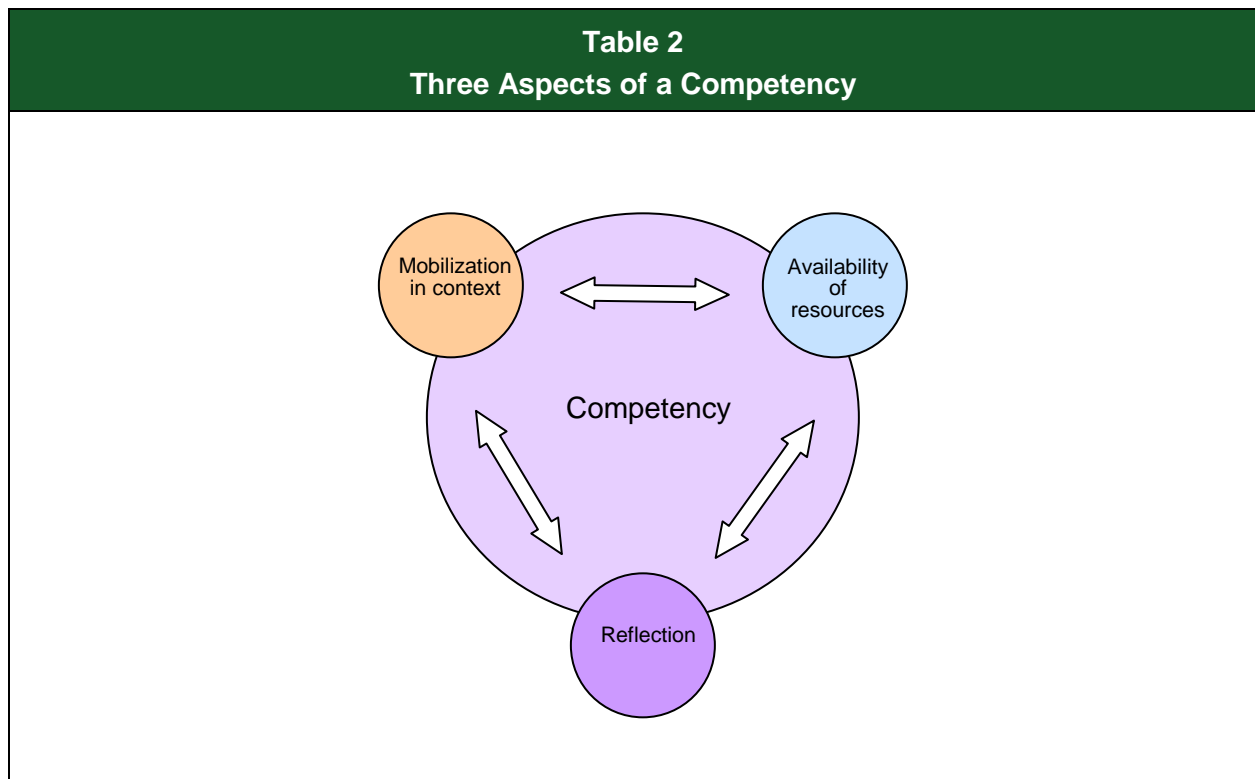 Table 2
Three Aspects of a Competency
Mobilization
in context
Availability
of
resources
Competency
Reflection